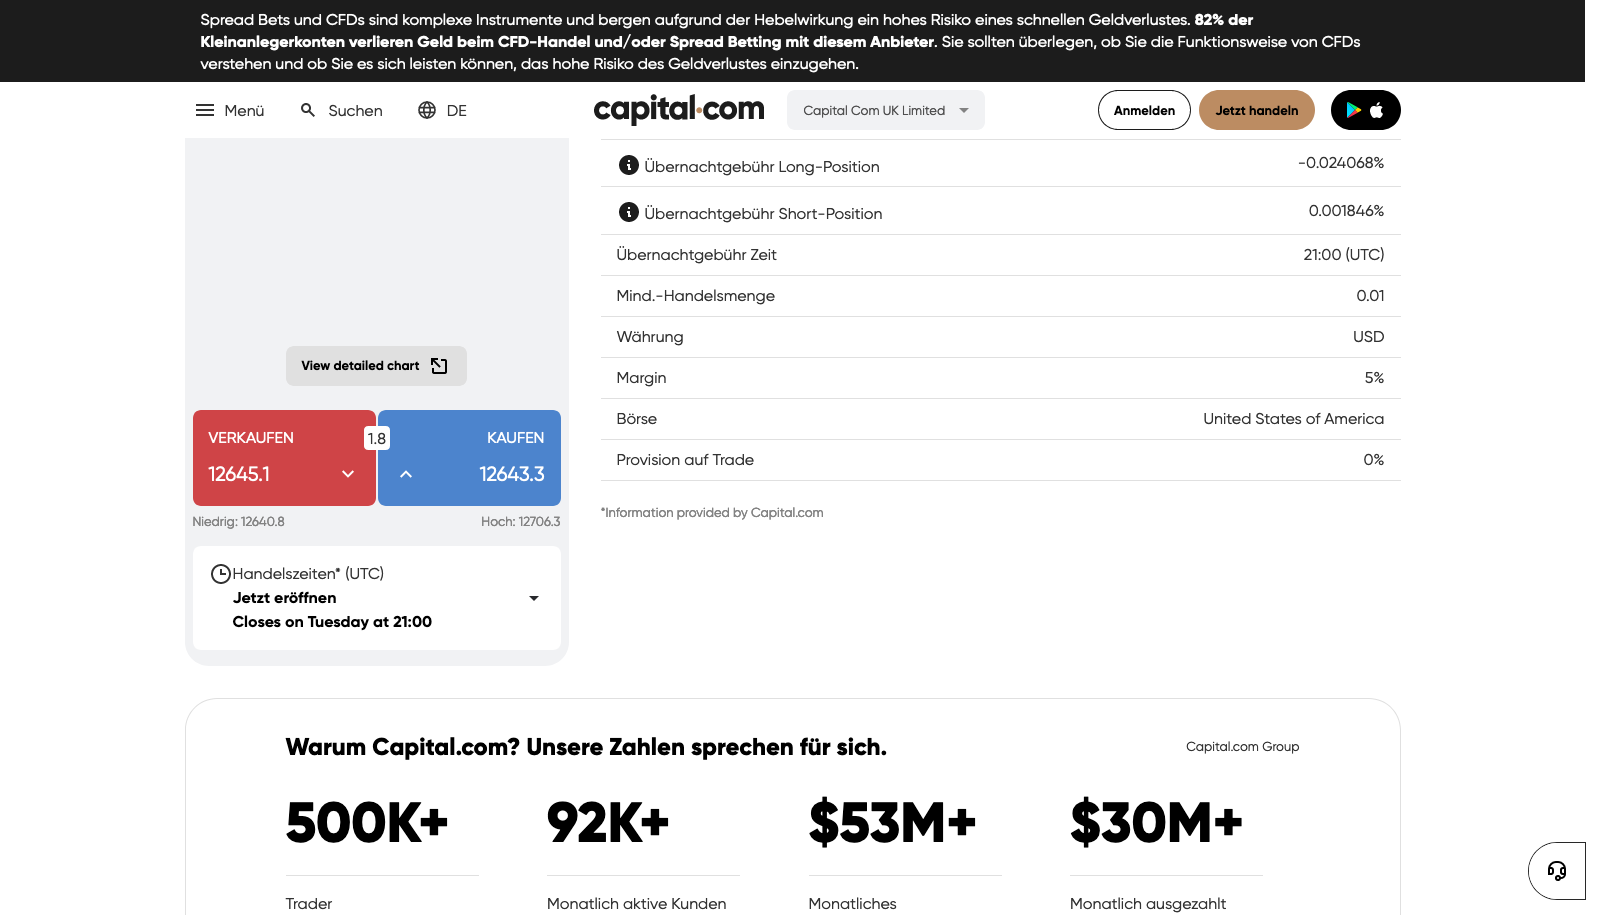 Spread Bets und CFDs sind komplexe Instrumente und bergen aufgrund der Hebelwirkung ein hohes Risiko eines schnellen Geldverlustes. 82% der
Kleinanlegerkonten verlieren Geld beim CFD-Handel und/oder Spread Betting mit diesem Anbieter. Sie sollten überlegen, ob Sie die Funktionsweise von CFDs
verstehen und ob Sie es sich leisten können, das hohe Risiko des Geldverlustes einzugehen.
Menü
Suchen
DE
capital.com
Capital Com UK Limited
Anmelden
Jetzt handeln
View detailed chart
VERKAUFEN
12645.1
1.8
KAUFEN
12643.3
Niedrig: 12640.8
Hoch: 12706.3
Handelszeiten* (UTC)
Jetzt eröffnen
Closes on Tuesday at 21:00
Übernachtgebühr Long-Position -0.024068%
Übernachtgebühr Short-Position 0.001846%
Übernachtgebühr Zeit 21:00 (UTC)
Mind.-Handelsmenge 0.01
Währung USD
Margin 5%
Börse United States of America
Provision auf Trade 0%
*Information provided by Capital.com
Warum Capital.com? Unsere Zahlen sprechen für sich.
Capital.com Group
500K+
92K+
$53M+
$30M+
Trader
Monatlich aktive Kunden
Monatliches
Monatlich ausgezahlt